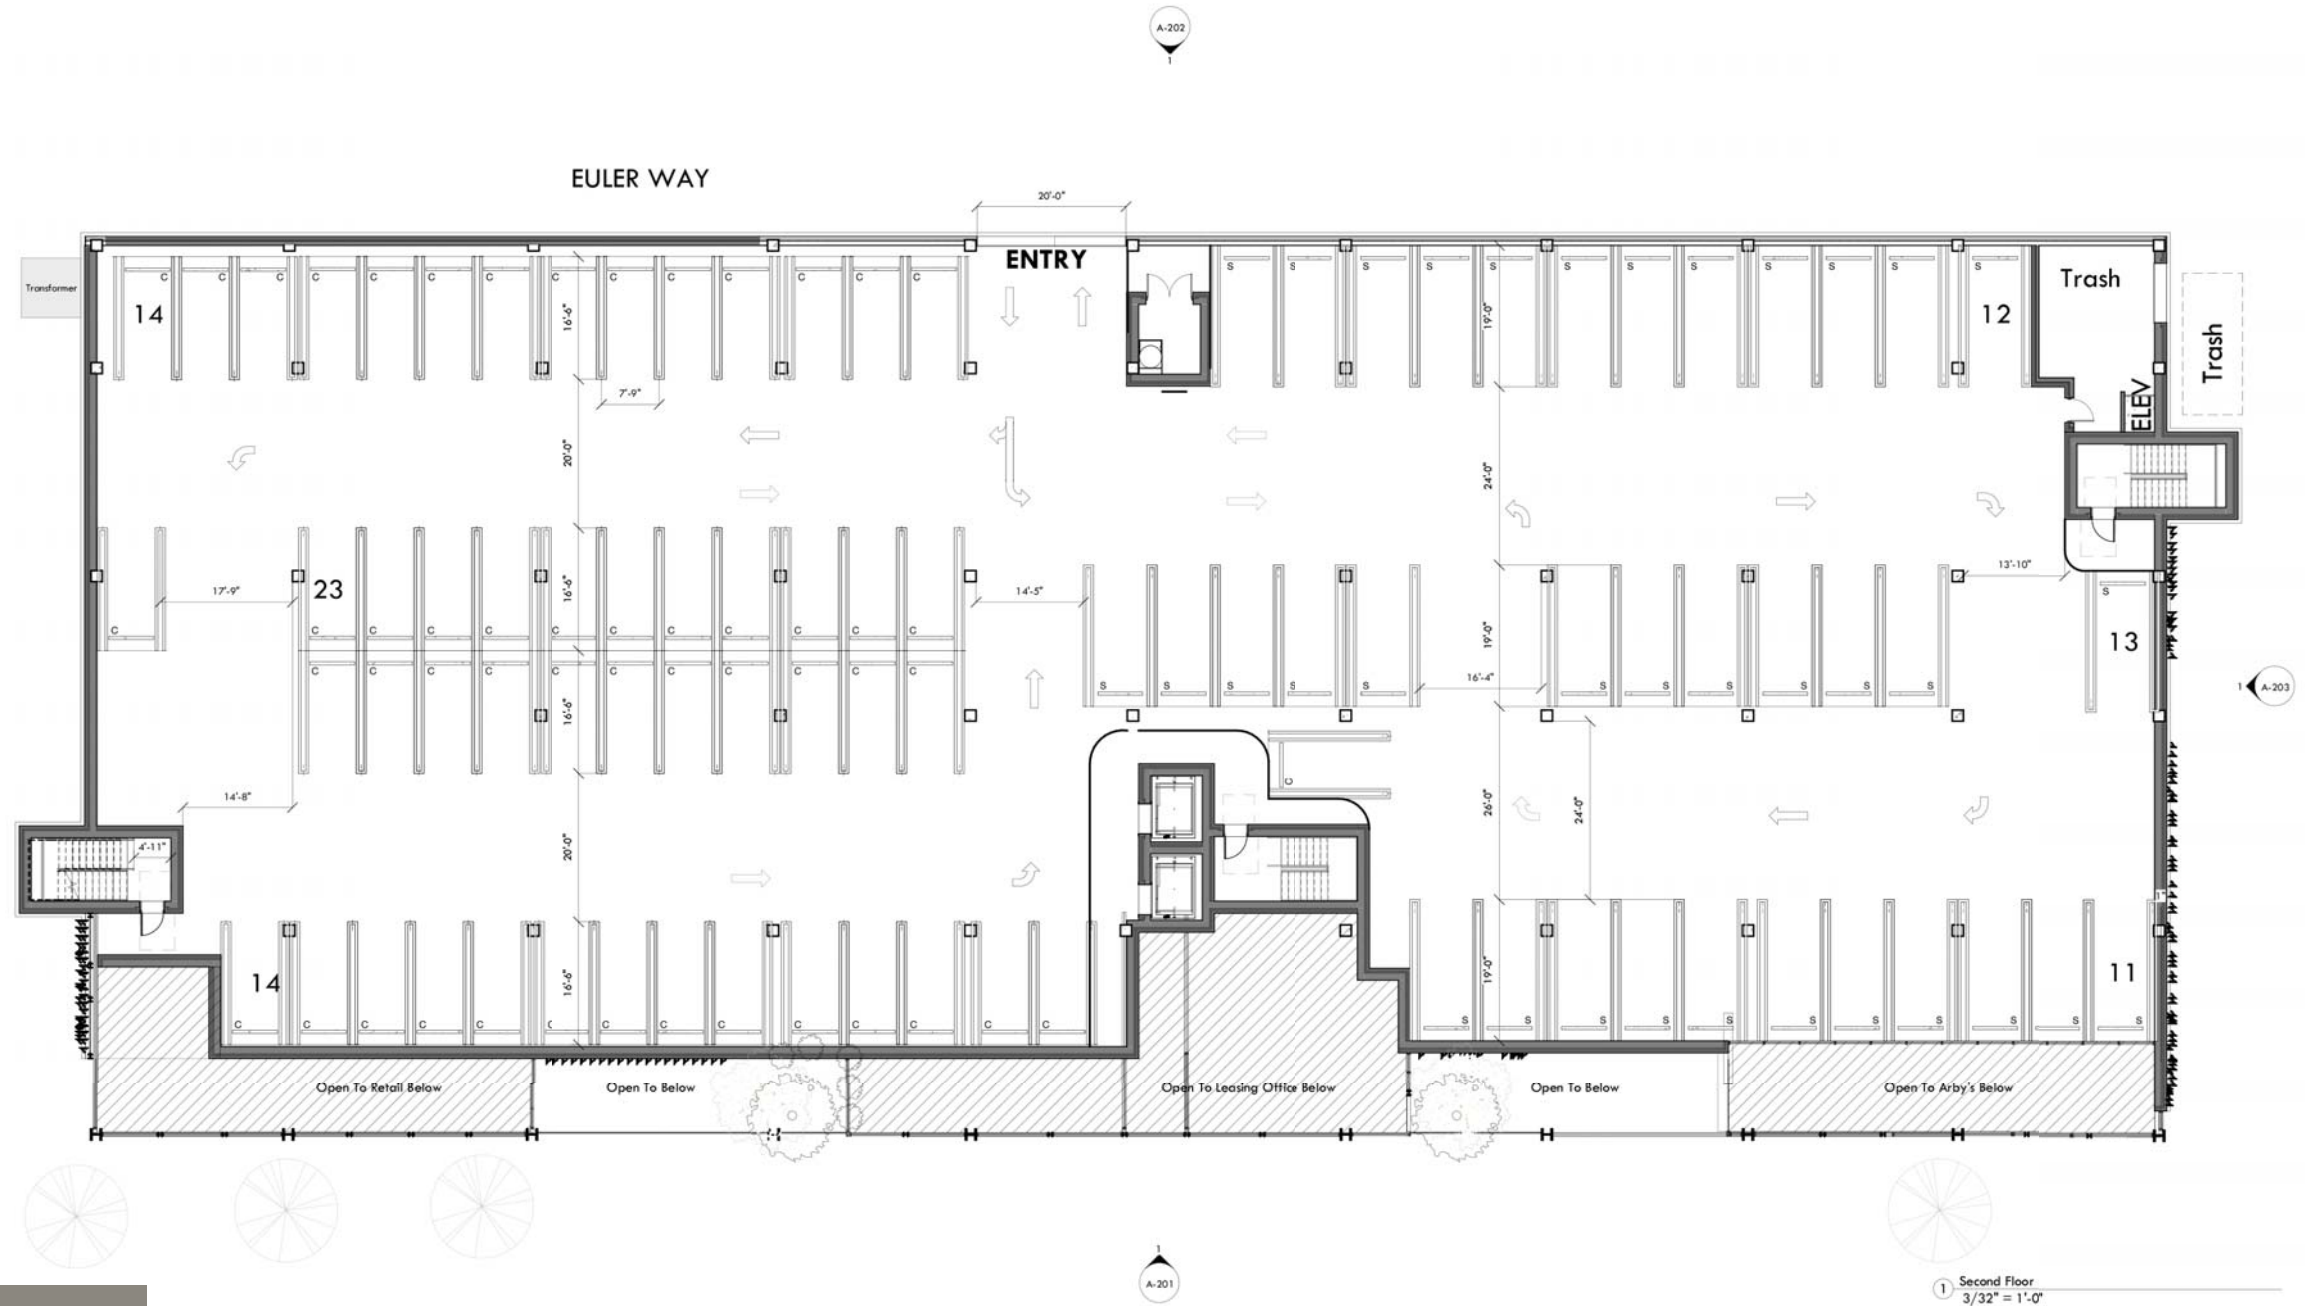 A-202
1
EULER WAY
20'-0"
ENTRY
Transformer
14
C C C C C C C C C C C C C C
16'-6"
7'-9"
S S S S S S S S S S S S
19'-0"
12
Trash
Trash
ELEV
20'-0"
24'-0"
13'-10"
17'-9"
23
16'-6"
14'-5"
19'-0"
S
13
C C C C C C C C C C C C
C C C C C C C C C C C
16'-6"
S S S S S S S S S S S
16'-4"
1
A-203
C
14'-8"
26'-0"
24'-0"
20'-0"
4'-11"
1"
14
16'-6"
19'-0"
11
C C C C C C C C C C C C C C
S S S S S S S S S S S
Open To Retail Below
Open To Below
Open To Leasing Office Below
Open To Below
Open To Arby's Below
1
A-201
1
Second Floor
3/32" = 1'-0"